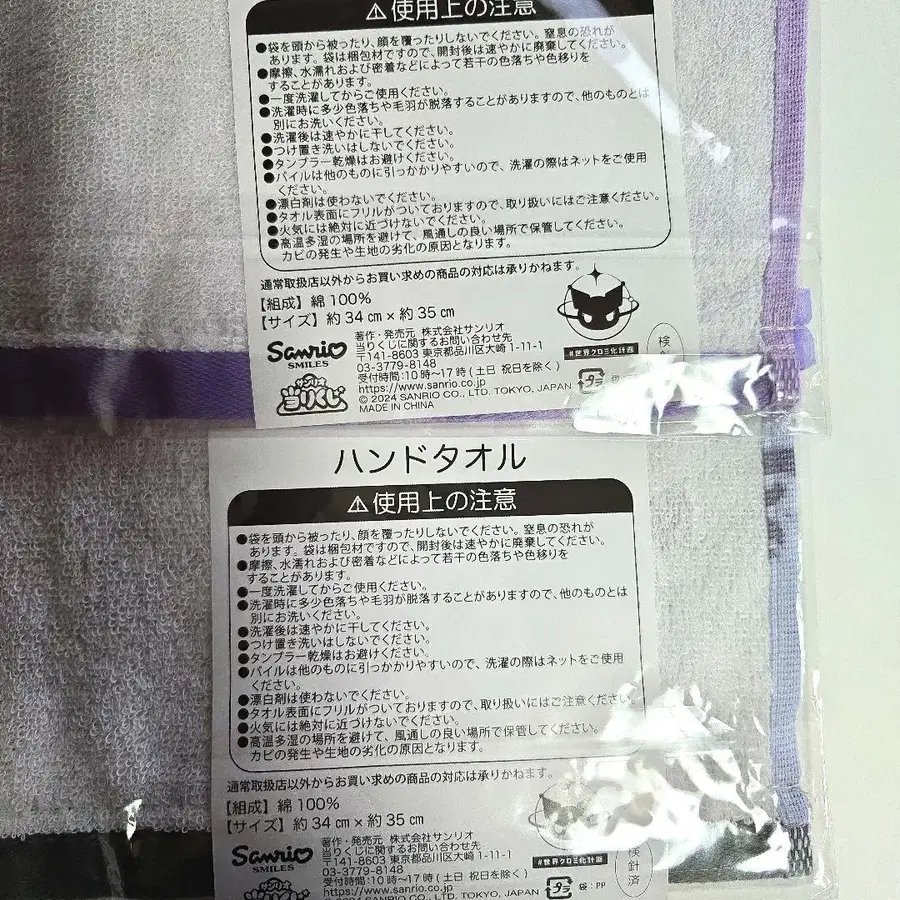 ⚠使用上の注意
●袋を頭から被ったり、顔を覆ったりしないでください。窒息の恐れが
あります。袋は梱包材ですので、開封後は速やかに廃棄してください。
●摩擦、水濡れおよび密着などによって若干の色落ちや色移りを
することがあります。
●一度洗濯してからご使用ください。
●洗濯時に多少色落ちや毛羽が脱落することがありますので、他のものとは
別にお洗いください。
●洗濯後は速やかに干してください。
●つけ置き洗いはしないでください。
●タンブラー乾燥はお避けください。
●パイルは他のものに引っかかりやすいので、洗濯の際はネットをご使用
ください。
●漂白剤は使わないでください。
●タオル表面にフリルがついておりますので、取り扱いにはご注意ください。
●火気には絶対に近づけないでください。
●高温多湿の場所を避けて、風通しの良い場所で保管してください。
カビの発生や生地の劣化の原因となります。
通常取扱店以外からお買い求めの商品の対応は承りかねます。
【組成】綿100%
【サイズ】約34cm×約35cm
Sanrio
SMILES
サンリオ
当りくじ
著作・発売元 株式会社サンリオ
当りくじに関するお問い合わせ先
〒141-8603 東京都品川区大崎1-11-1
03-3779-8148
受付時間:10時〜17時(土日祝日を除く)
https://www.sanrio.co.jp
© 2024 SANRIO CO., LTD. TOKYO, JAPAN
MADE IN CHINA
#世界クロミ化計画
プラ
検
ハンドタオル
⚠使用上の注意
●袋を頭から被ったり、顔を覆ったりしないでください。窒息の恐れが
あります。袋は梱包材ですので、開封後は速やかに廃棄してください。
●摩擦、水濡れおよび密着などによって若干の色落ちや色移りを
することがあります。
●一度洗濯してからご使用ください。
●洗濯時に多少色落ちや毛羽が脱落することがありますので、他のものとは
別にお洗いください。
●洗濯後は速やかに干してください。
●つけ置き洗いはしないでください。
●タンブラー乾燥はお避けください。
●パイルは他のものに引っかかりやすいので、洗濯の際はネットをご使用
ください。
●漂白剤は使わないでください。
●タオル表面にフリルがついておりますので、取り扱いにはご注意ください。
●火気には絶対に近づけないでください。
●高温多湿の場所を避けて、風通しの良い場所で保管してください。
カビの発生や生地の劣化の原因となります。
通常取扱店以外からお買い求めの商品の対応は承りかねます。
【組成】綿100%
【サイズ】約34cm×約35cm
Sanrio
SMILES
著作・発売元 株式会社サンリオ
当りくじに関するお問い合わせ先
〒141-8603 東京都品川区大崎1-11-1
03-3779-8148
受付時間:10時〜17時(土日祝日を除く)
https://www.sanrio.co.jp
© 2024 SANRIO CO., LTD. TOKYO, JAPAN
#世界クロミ化計画
プラ
袋:PP
検針済